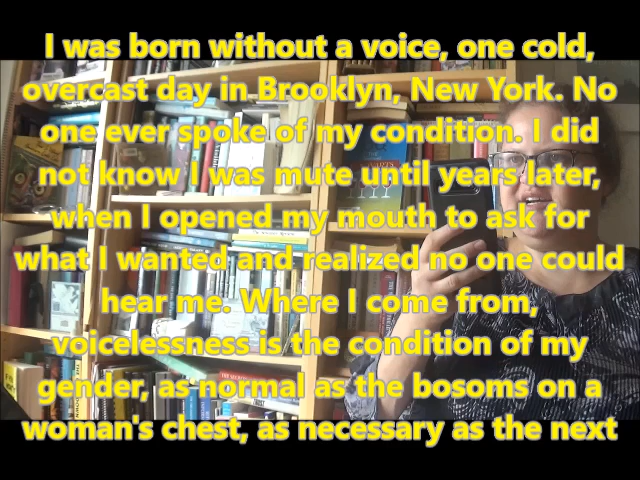 I was born without a voice, one cold,
overcast day in Brooklyn, New York. No
one ever spoke of my condition. I did
not know I was mute until years later,
when I opened my mouth to ask for
what I wanted and realized no one could
hear me. Where I come from,
voicelessness is the condition of my
gender, as normal as the bosoms on a
woman's chest, as necessary as the next